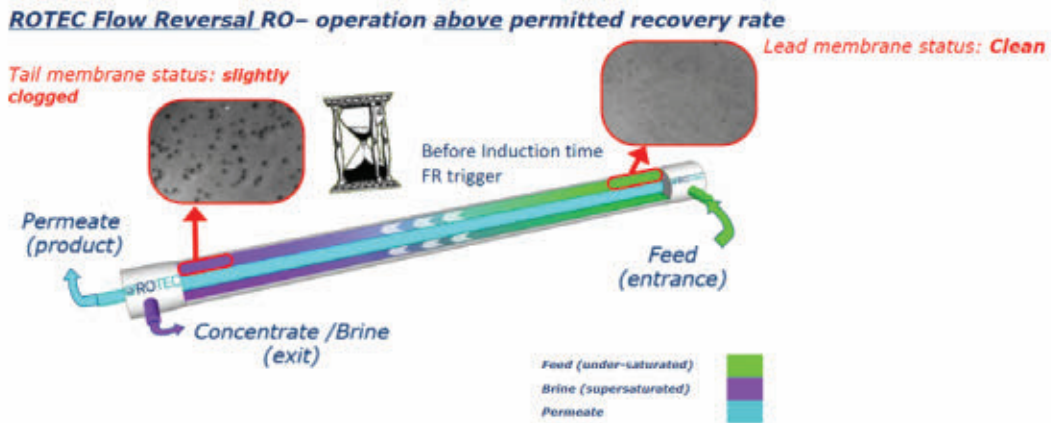 ROTEC Flow Reversal RO– operation above permitted recovery rate
Lead membrane status: Clean
Tail membrane status: slightly
clogged
Before Induction time
FR trigger
Permeate
(product)
Feed
(entrance)
ROTEC
Concentrate /Brine
(exit)
Feed (under-saturated)
Brine (supersaturated)
Permeate